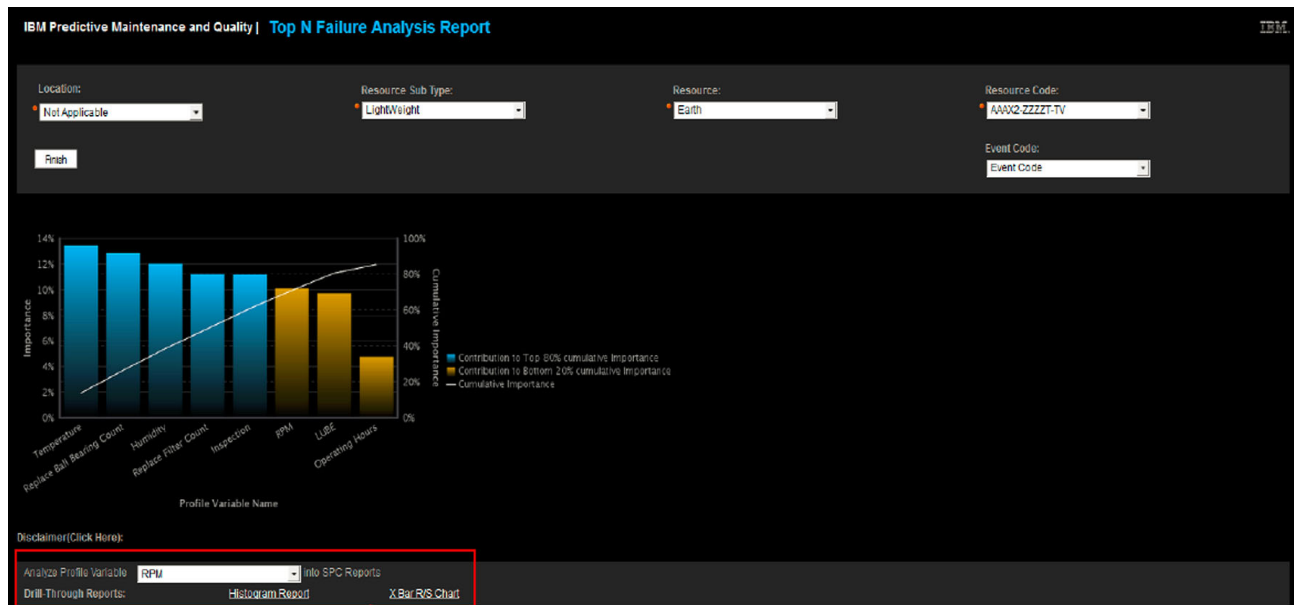 IBM Predictive Maintenance and Quality | Top N Failure Analysis Report
IBM.
Location:
Not Applicable
Resource Sub Type:
LightWeight
Resource:
Earth
Resource Code:
AAAX2-ZZZZT-TV
Finish
Event Code:
Event Code
14%
12%
10%
8%
6%
4%
2%
0%
Importance
100%
80%
60%
40%
20%
0%
Cumulative Importance
Contribution to Top 80% cumulative Importance
Contribution to Bottom 20% cumulative Importance
Cumulative Importance
Temperature
Replace Ball Bearing Count
Humidity
Replace Filter Count
Inspection
RPM
LUBE
Operating Hours
Profile Variable Name
Disclaimer(Click Here):
Analyze Profile Variable RPM into SPC Reports
Drill-Through Reports: Histogram Report X Bar R/S Chart